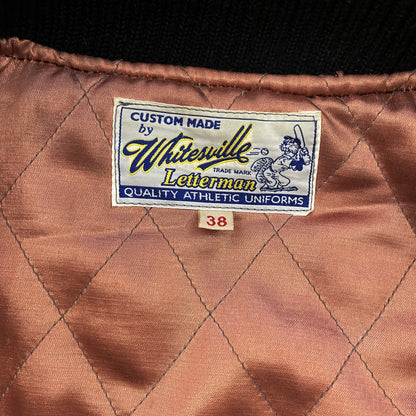 CUSTOM MADE
by
Whitesville
TRADE MARK
Letterman
QUALITY ATHLETIC UNIFORMS
38